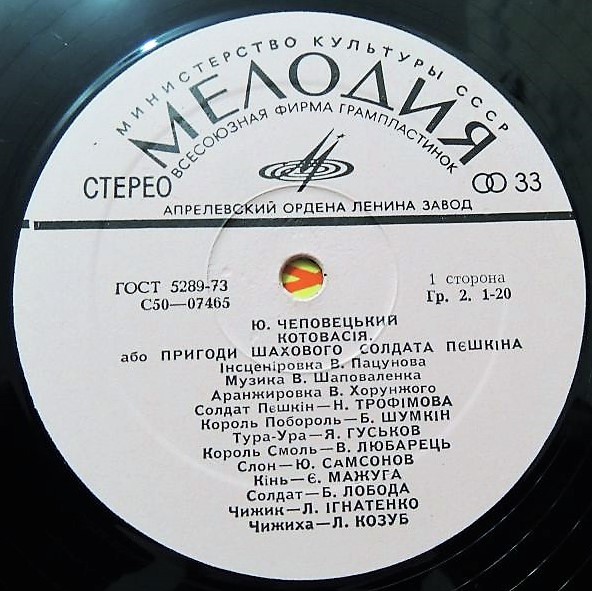 МИНИСТЕРСТВО КУЛЬТУРЫ СССР
МЕЛОДИЯ
ВСЕСОЮЗНАЯ ФИРМА ГРАМПЛАСТИНОК
СТЕРЕО
33
АПРЕЛЕВСКИЙ ОРДЕНА ЛЕНИНА ЗАВОД
ГОСТ 5289-73
С50—07465
1 сторона
Гр. 2. 1-20
Ю. ЧЕПОВЕЦЬКИЙ
КОТОВАСІЯ,
або ПРИГОДИ ШАХОВОГО СОЛДАТА ПЄШКІНА
Інсценіровка В. Пацунова
Музика В. Шаповаленка
Аранжировка В. Хорунжого
Солдат Пєшкін—Н. ТРОФІМОВА
Король Побороль—Б. ШУМКІН
Тура-Ура—Я. ГУСЬКОВ
Король Смоль—В. ЛЮБАРЕЦЬ
Слон—Ю. САМСОНОВ
Кінь—Є. МАЖУГА
Солдат—Б. ЛОБОДА
Чижик—Л. ІГНАТЕНКО
Чижиха—Л. КОЗУБ